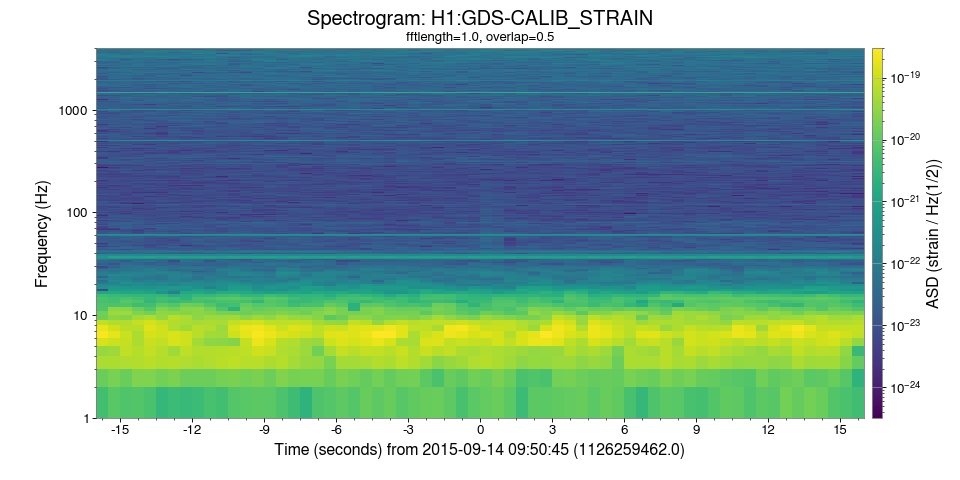 Spectrogram: H1:GDS-CALIB_STRAIN
fftlength=1.0, overlap=0.5
Frequency (Hz)
1000
100
10
1
-15 -12 -9 -6 -3 0 3 6 9 12 15
Time (seconds) from 2015-09-14 09:50:45 (1126259462.0)
10−19
10−20
10−21
10−22
10−23
10−24
ASD (strain / Hz(1/2))